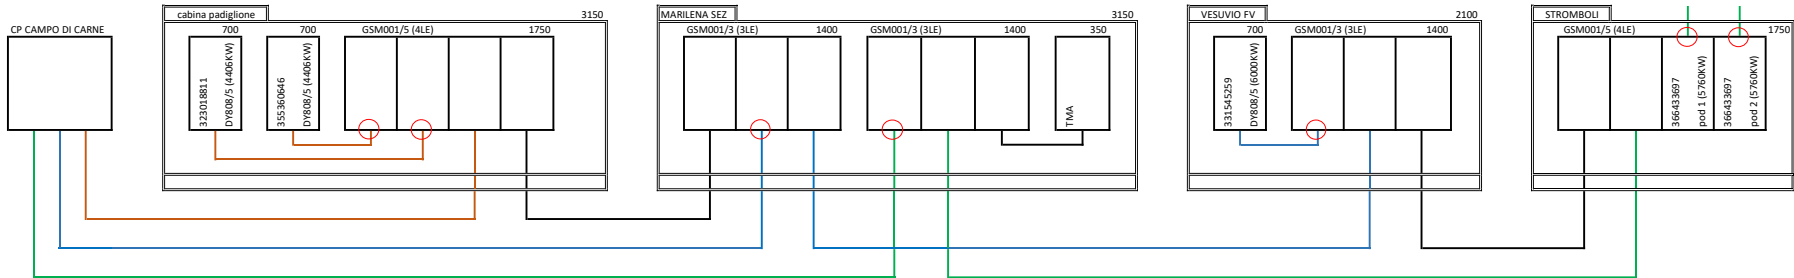 CP CAMPO DI CARNE
cabina padiglione
3150
700
323018811
DY808/5 (4406KW)
700
355360646
DY808/5 (4406KW)
GSM001/5 (4LE)
1750
MARILENA SEZ
3150
GSM001/3 (3LE)
1400
GSM001/3 (3LE)
1400
350
TMA
VESUVIO FV
2100
700
331545259
DY808/5 (6000KW)
GSM001/3 (3LE)
1400
STROMBOLI
GSM001/5 (4LE)
1750
366433697
pod 1 (5760KW)
366433697
pod 2 (5760KW)